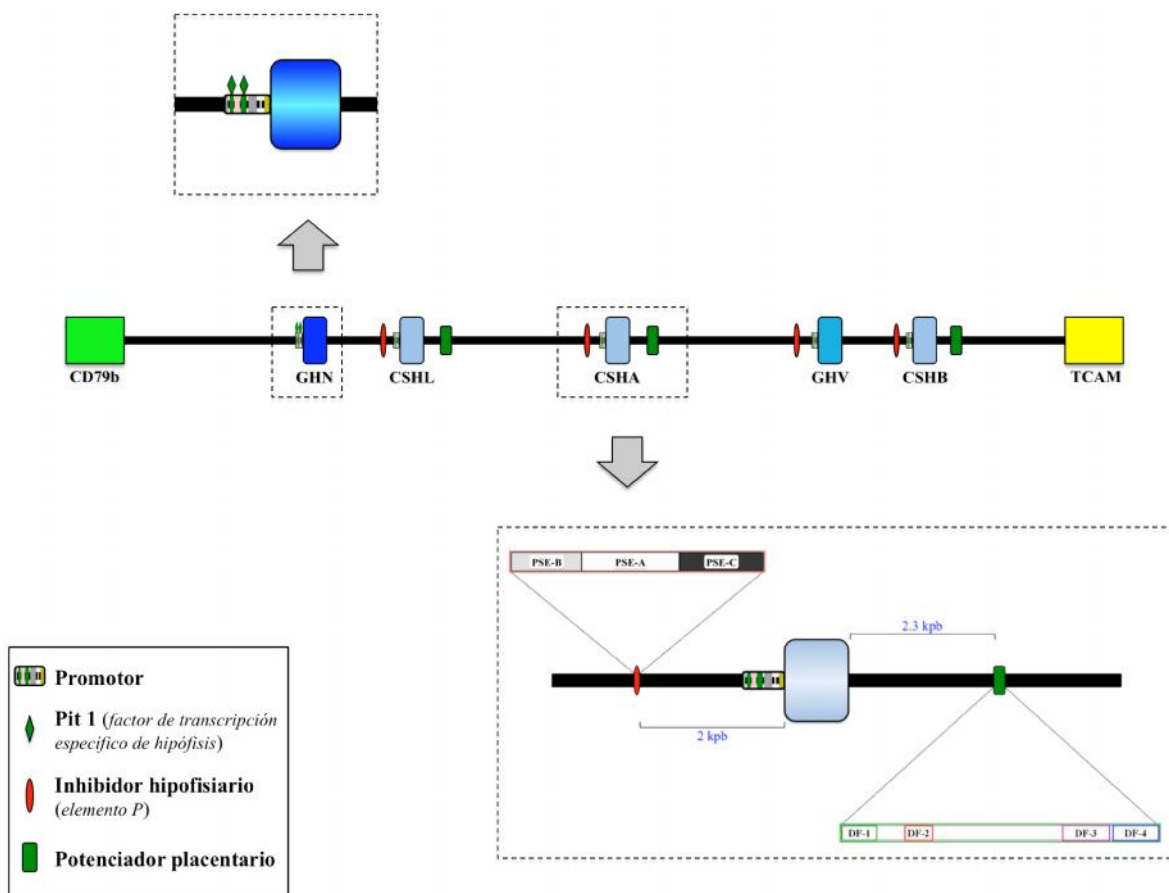 CD79b
GHN
CSHL
CSHA
GHV
CSHB
TCAM
PSE-B
PSE-A
PSE-C
2.3 kpb
2 kpb
DF-1
DF-2
DF-3
DF-4
Promotor
Pit 1 (factor de transcripción
específico de hipófisis)
Inhibidor hipofisiario
(elemento P)
Potenciador placentario